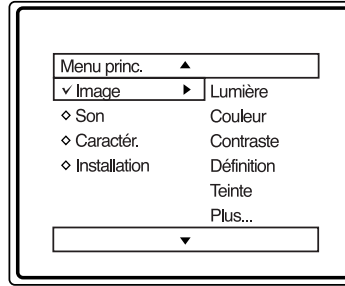 Menu princ.
Image
Lumière
Son
Couleur
Caractér.
Contraste
Installation
Définition
Teinte
Plus...